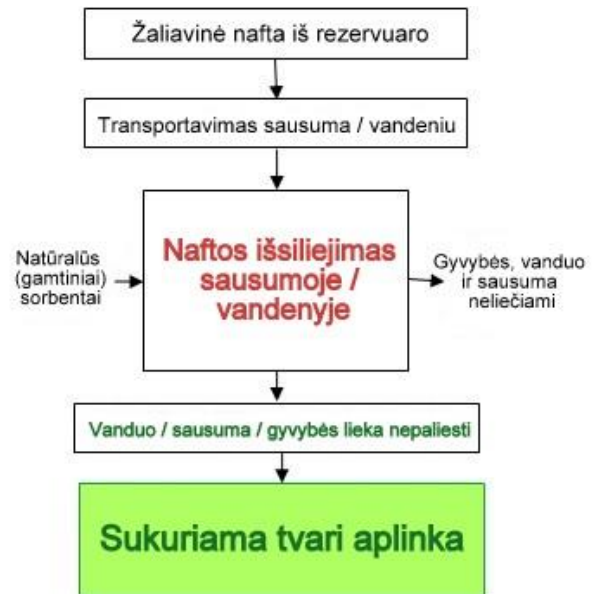 Žaliavinė nafta iš rezervuaro
Transportavimas sausuma / vandeniu
Naftos išsiliejimas
sausumoje /
vandenyje
Natūralūs
(gamtiniai)
sorbentai
Gyvybės, vanduo
ir sausuma
neliečiami
Vanduo / sausuma / gyvybės lieka nepaliesti
Sukuriama tvari aplinka